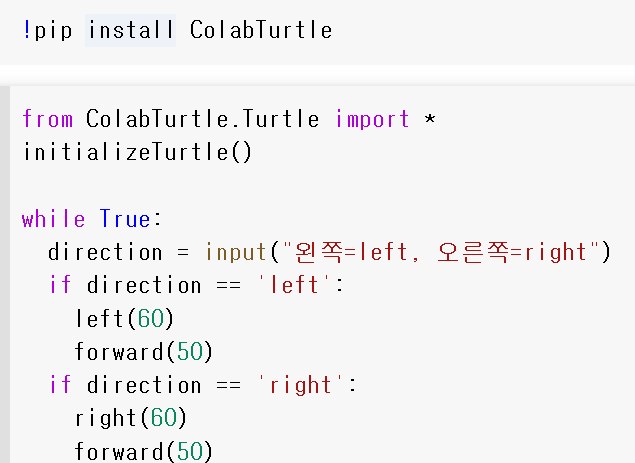 !pip install ColabTurtle
from ColabTurtle.Turtle import *
initializeTurtle()
while True:
  direction = input("왼쪽=left, 오른쪽=right")
  if direction == 'left':
    left(60)
    forward(50)
  if direction == 'right':
    right(60)
    forward(50)